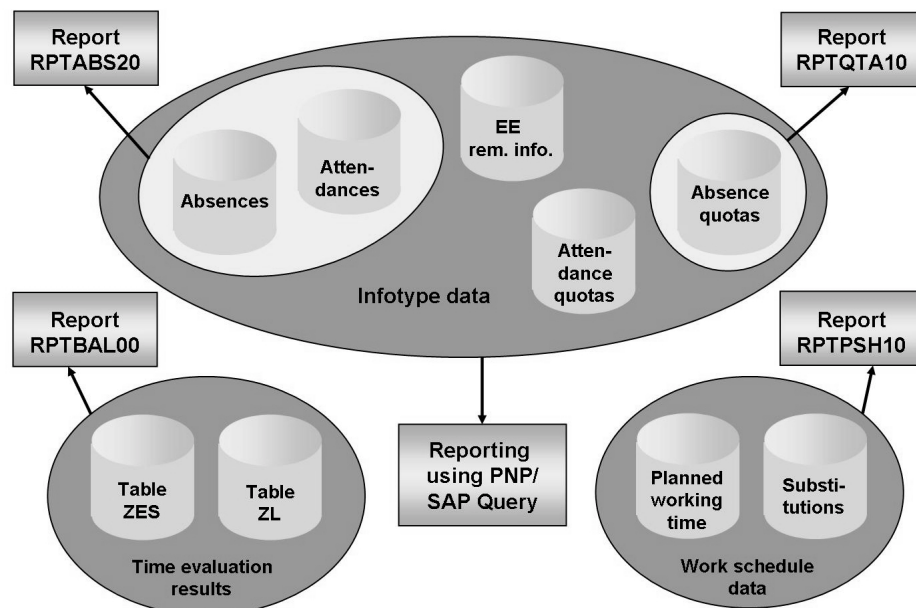 Report
RPTABS20
Report
RPTQTA10
EE
rem. info.
Atten-
dances
Absences
Absence
quotas
Atten-
dance
quotas
Infotype data
Report
RPTBAL00
Report
RPTPSH10
Reporting
using PNP/
SAP Query
Table
ZES
Table
ZL
Time evaluation
results
Planned
working
time
Substi-
tutions
Work schedule
data